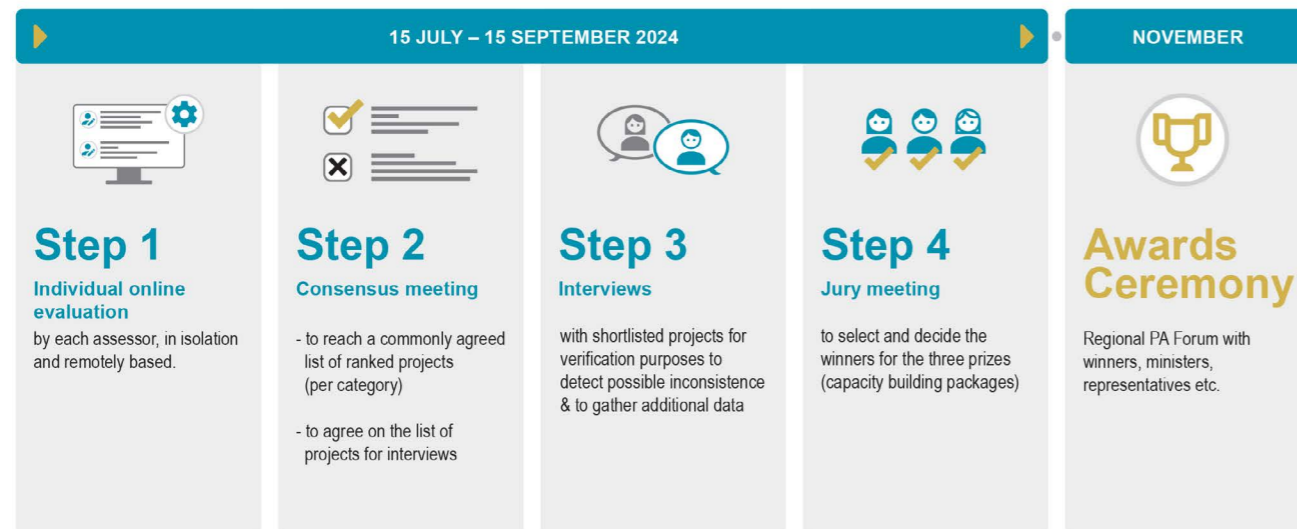 15 JULY – 15 SEPTEMBER 2024
NOVEMBER
Step 1
Individual online
evaluation
by each assessor, in isolation
and remotely based.
Step 2
Consensus meeting
- to reach a commonly agreed
list of ranked projects
(per category)
- to agree on the list of
projects for interviews
Step 3
Interviews
with shortlisted projects for
verification purposes to
detect possible inconsistence
& to gather additional data
Step 4
Jury meeting
to select and decide the
winners for the three prizes
(capacity building packages)
Awards
Ceremony
Regional PA Forum with
winners, ministers,
representatives etc.